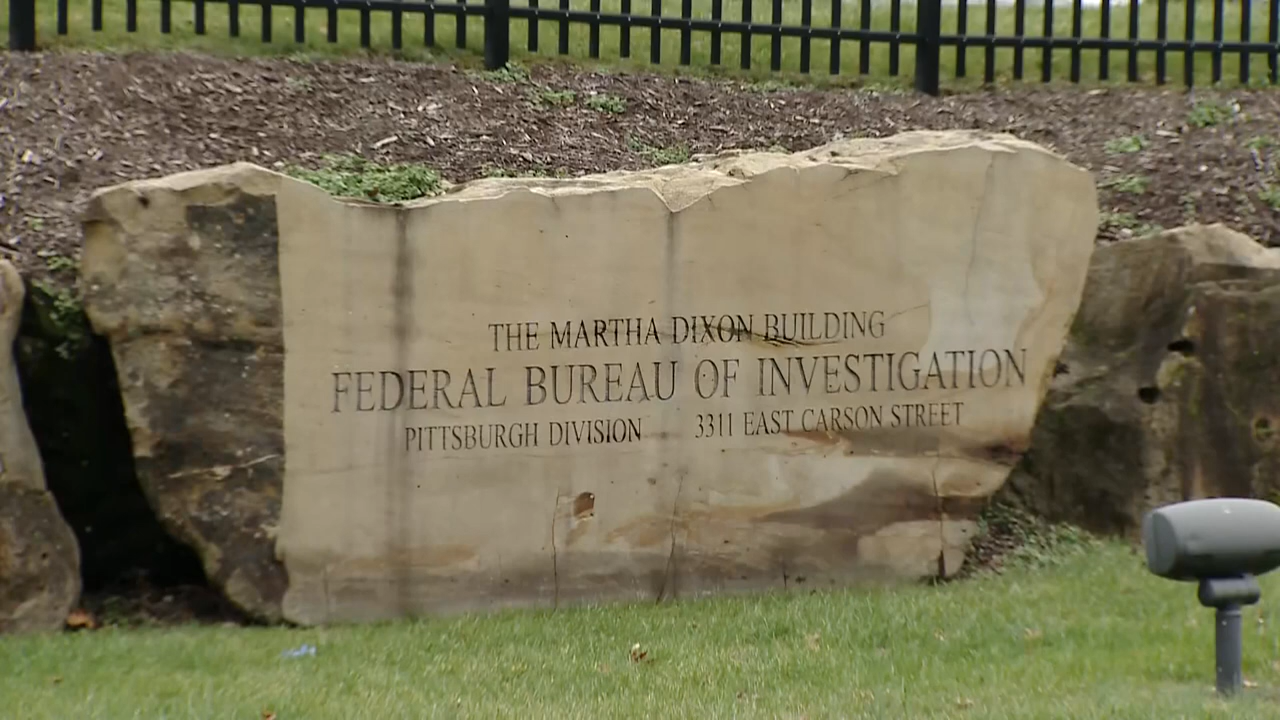 THE MARTHA DIXON BUILDING
FEDERAL BUREAU OF INVESTIGATION
PITTSBURGH DIVISION 3311 EAST CARSON STREET